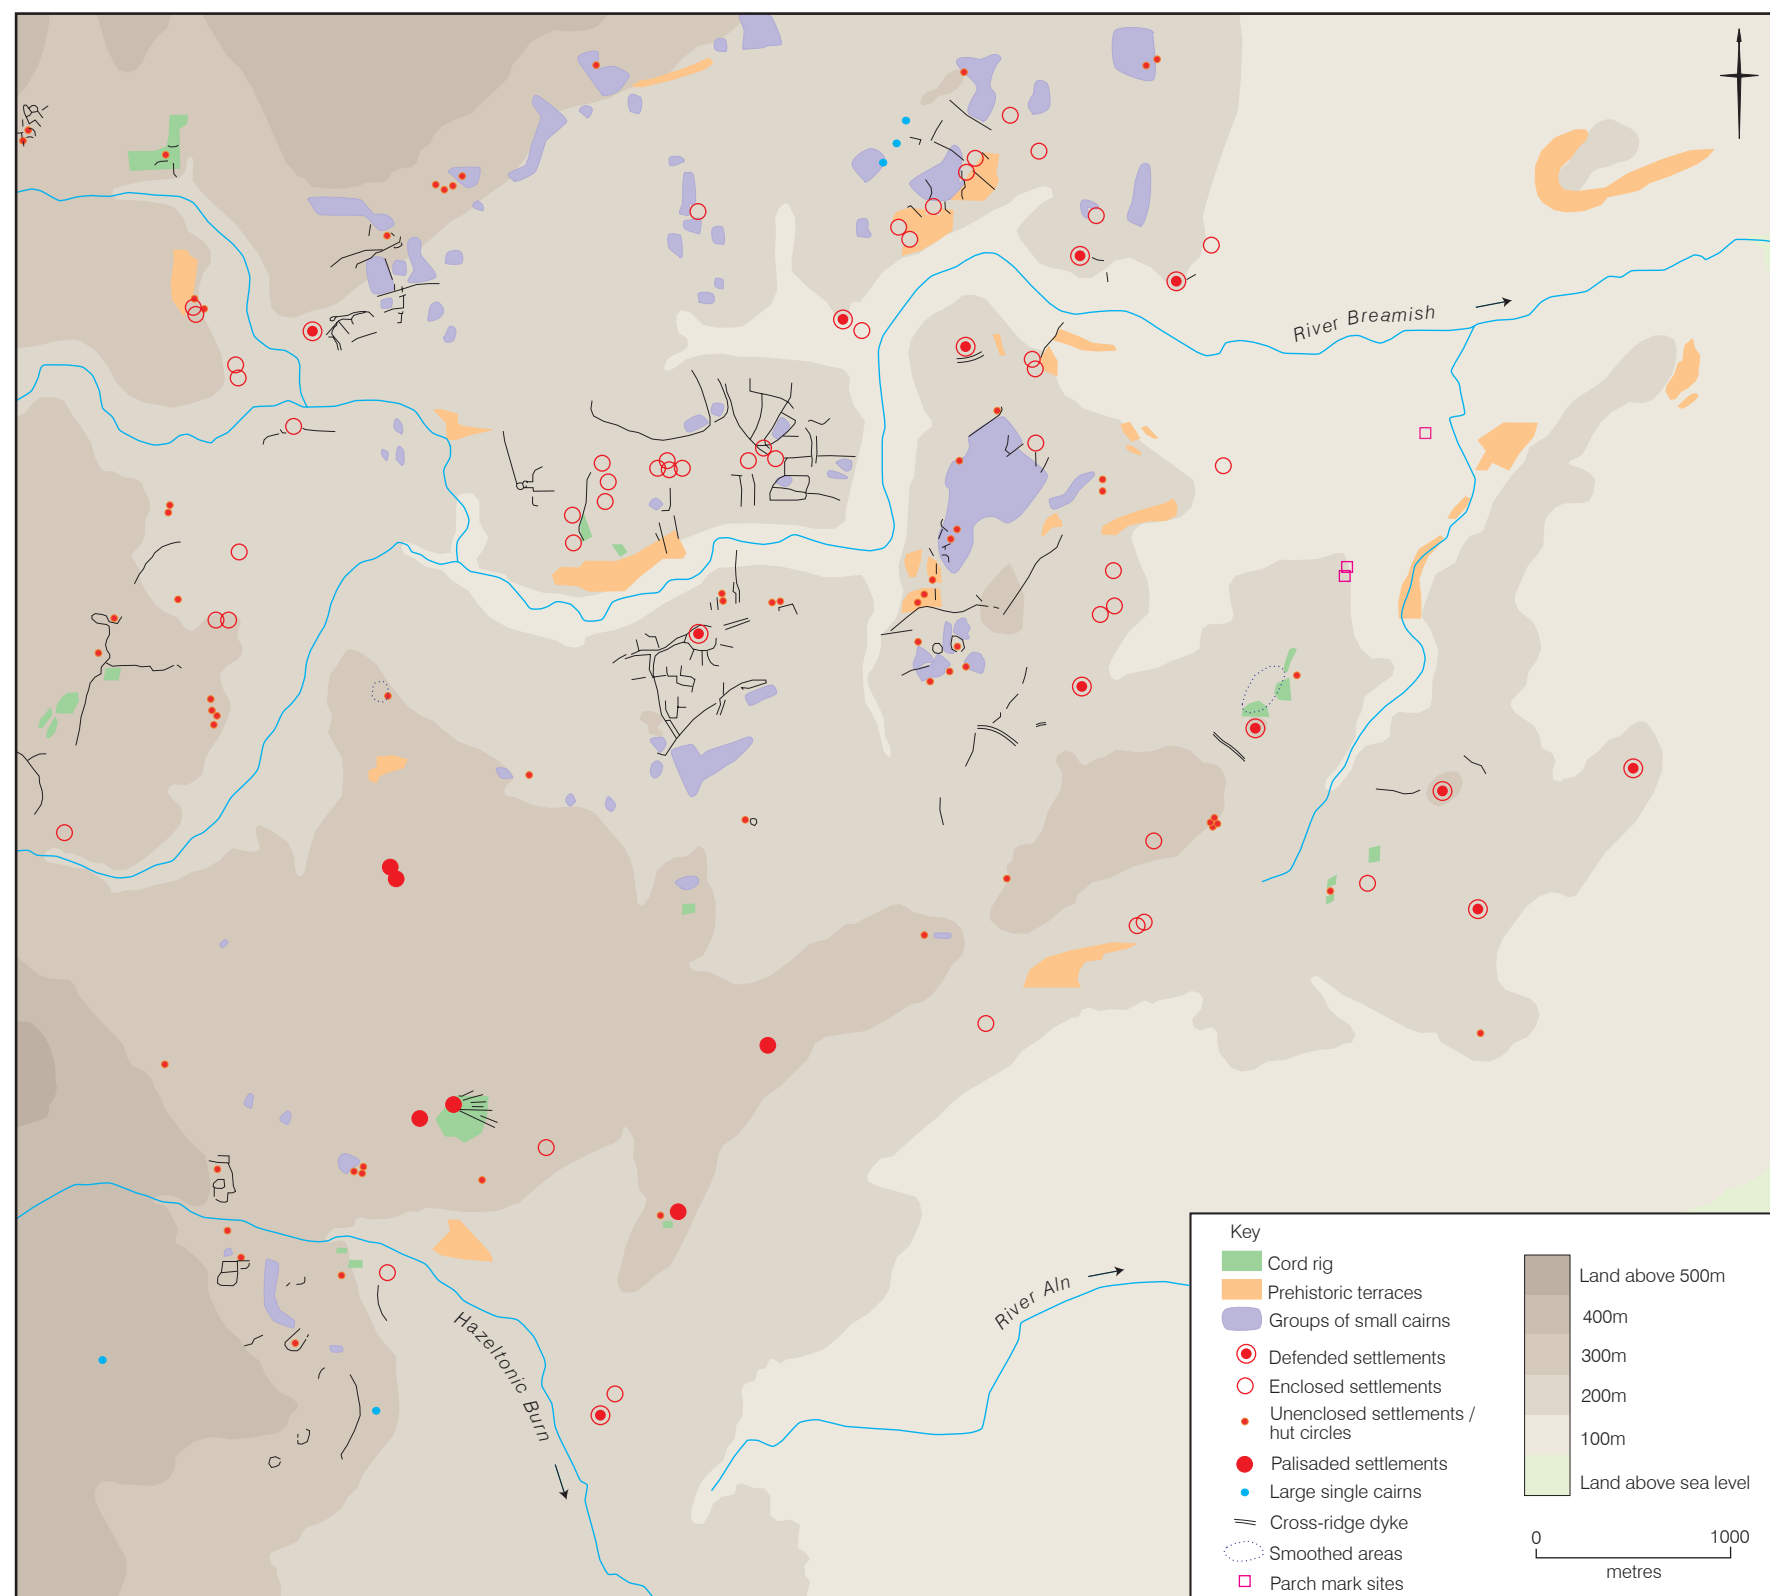 River Breamish
River Aln
Hazeltonic Burn
Key
Cord rig
Prehistoric terraces
Groups of small cairns
Defended settlements
Enclosed settlements
Unenclosed settlements /
hut circles
Palisaded settlements
Large single cairns
Cross-ridge dyke
Smoothed areas
Parch mark sites
Land above 500m
400m
300m
200m
100m
Land above sea level
0 1000
metres